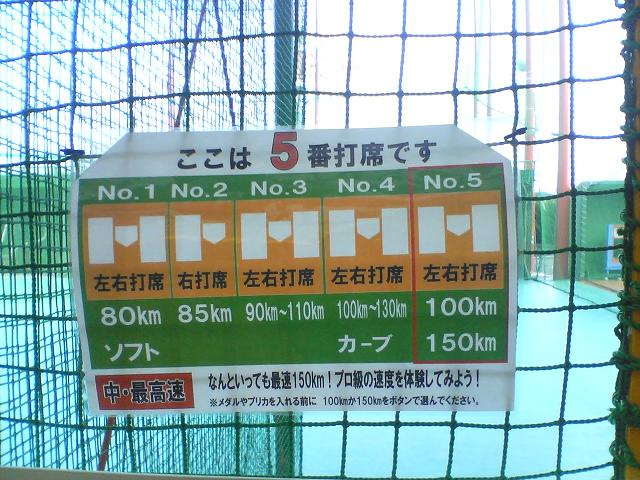 ここは 5 番打席です
No.1 No.2 No.3 No.4 No.5
左右打席 右打席 左右打席 左右打席 左右打席
80km 85km 90km~110km 100km~130km 100km
ソフト カーブ 150km
中・最高速 なんといっても最速150km!プロ級の速度を体験してみよう!
※メダルやプリカを入れる前に 100kmか150kmをボタンで選んでください。